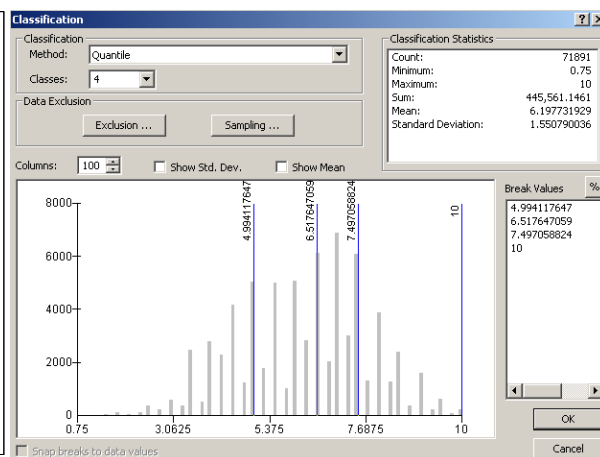 Classification
Classification
Method: Quantile
Classes: 4
Data Exclusion
Exclusion ... Sampling ...
Classification Statistics
Count: 71891
Minimum: 0.75
Maximum: 10
Sum: 445,561.1461
Mean: 6.197731929
Standard Deviation: 1.550790036
Columns: 100 Show Std. Dev. Show Mean
Break Values %
4.994117647
6.517647059
7.497058824
10
8000
6000
4000
2000
0
4.994117647
6.517647059
7.497058824
10
0.75 3.0625 5.375 7.6875 10
Snap breaks to data values
OK
Cancel